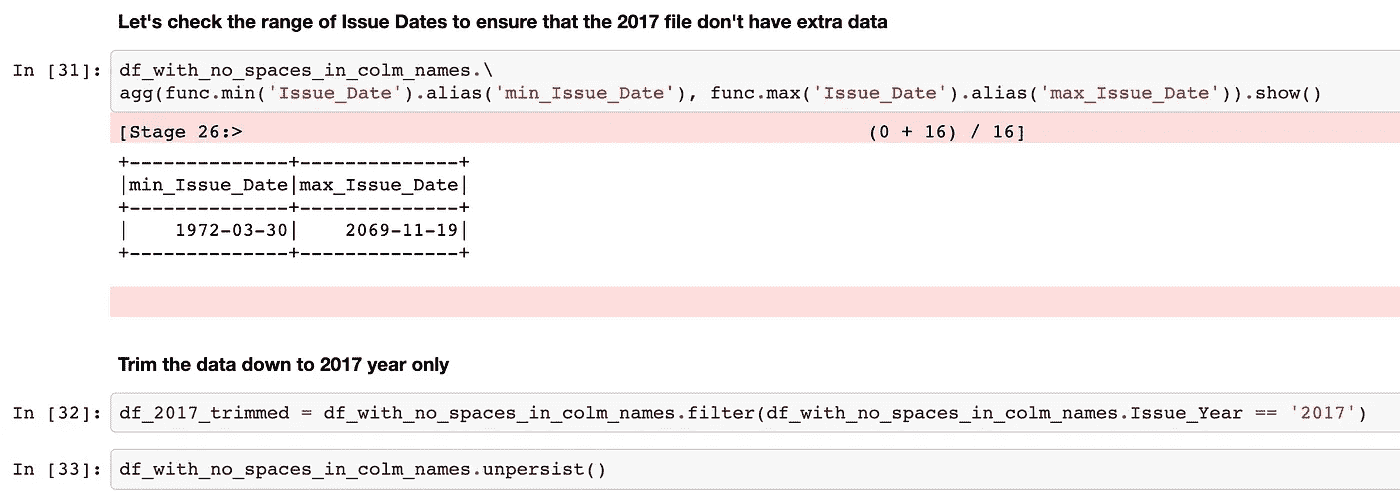 Let's check the range of Issue Dates to ensure that the 2017 file don't have extra data
In [31]: df_with_no_spaces_in_colm_names.\
agg(func.min('Issue_Date').alias('min_Issue_Date'), func.max('Issue_Date').alias('max_Issue_Date')).show()
[Stage 26:> (0 + 16) / 16]
+--------------+--------------+
|min_Issue_Date|max_Issue_Date|
+--------------+--------------+
|    1972-03-30|    2069-11-19|
+--------------+--------------+
Trim the data down to 2017 year only
In [32]: df_2017_trimmed = df_with_no_spaces_in_colm_names.filter(df_with_no_spaces_in_colm_names.Issue_Year == '2017')
In [33]: df_with_no_spaces_in_colm_names.unpersist()